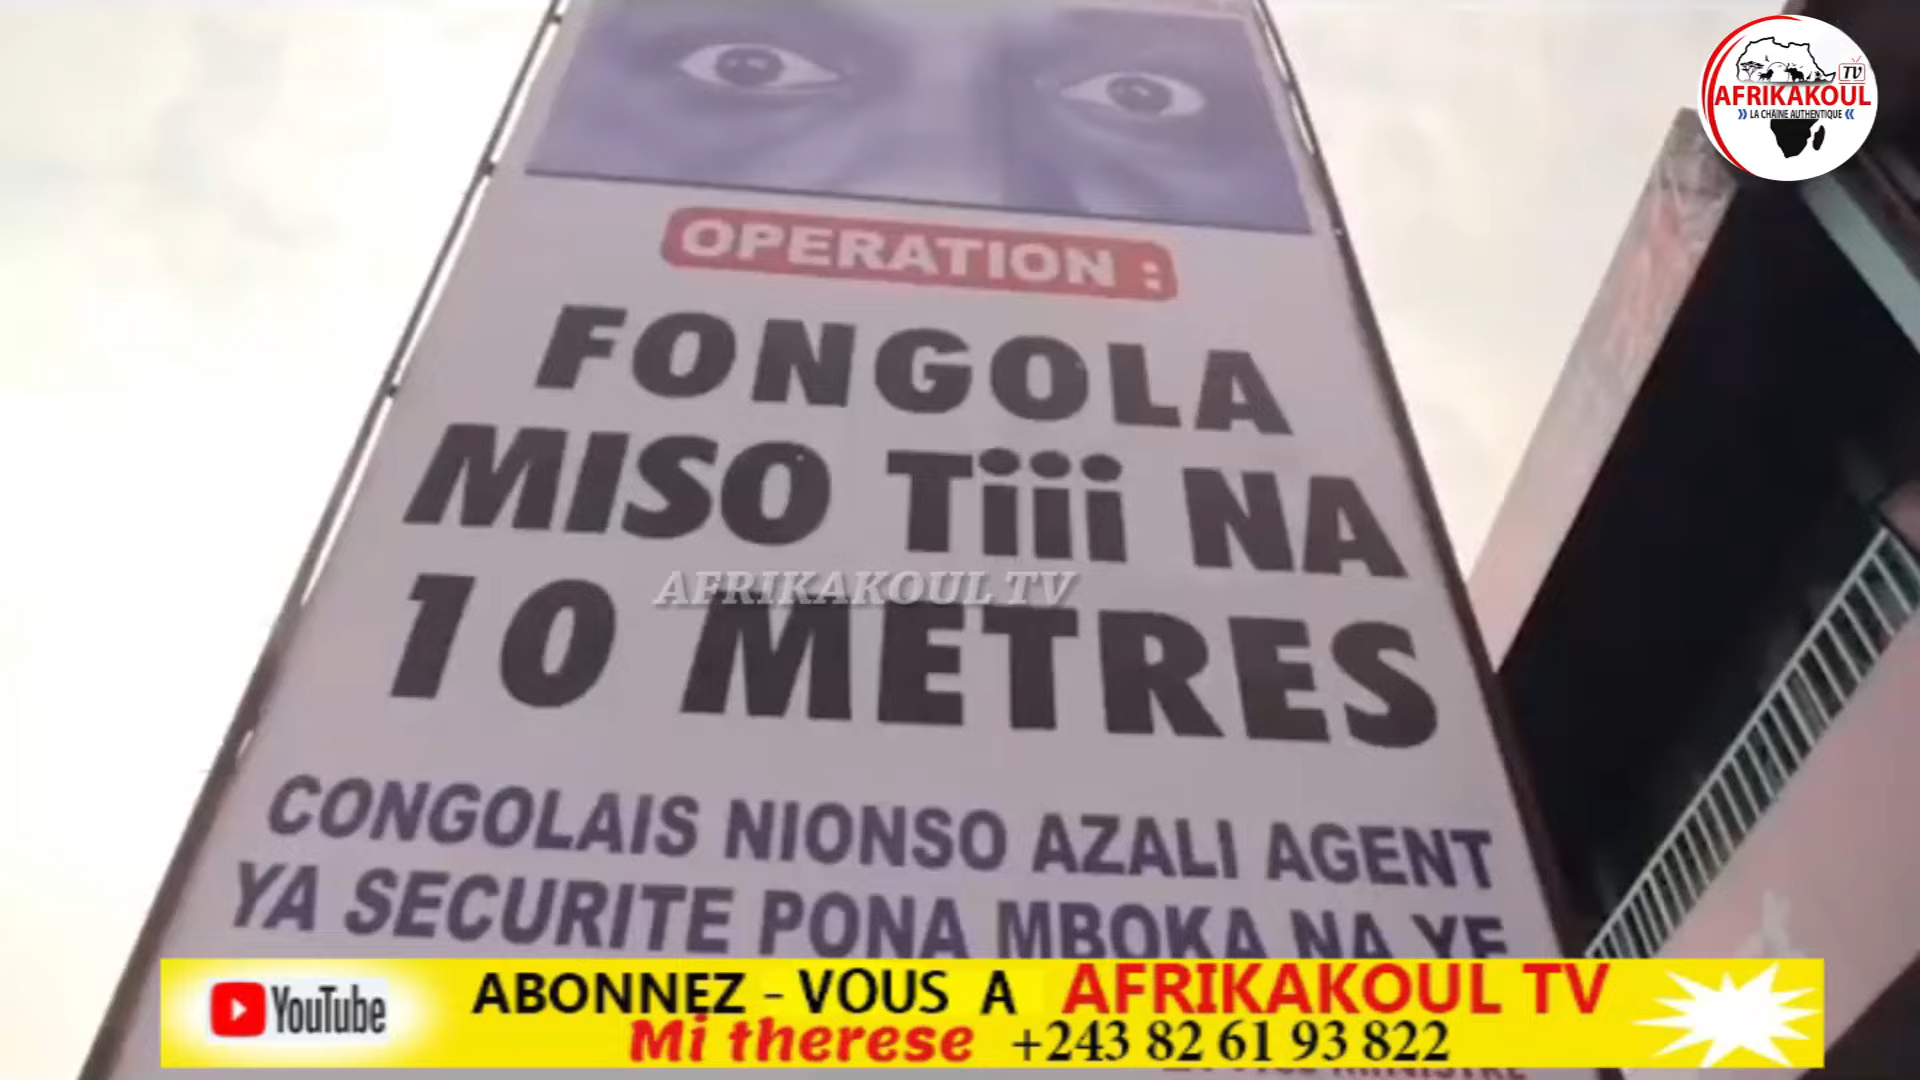 TV
AFRIKAKOUL
LA CHAINE AUTHENTIQUE
OPERATION :
FONGOLA
MISO Tiii NA
10 METRES
AFRIKAKOUL TV
CONGOLAIS NIONSO AZALI AGENT
YA SECURITE PONA MBOKA NA YE
YouTube
ABONNEZ - VOUS A AFRIKAKOUL TV
Mi therese +243 82 61 93 822